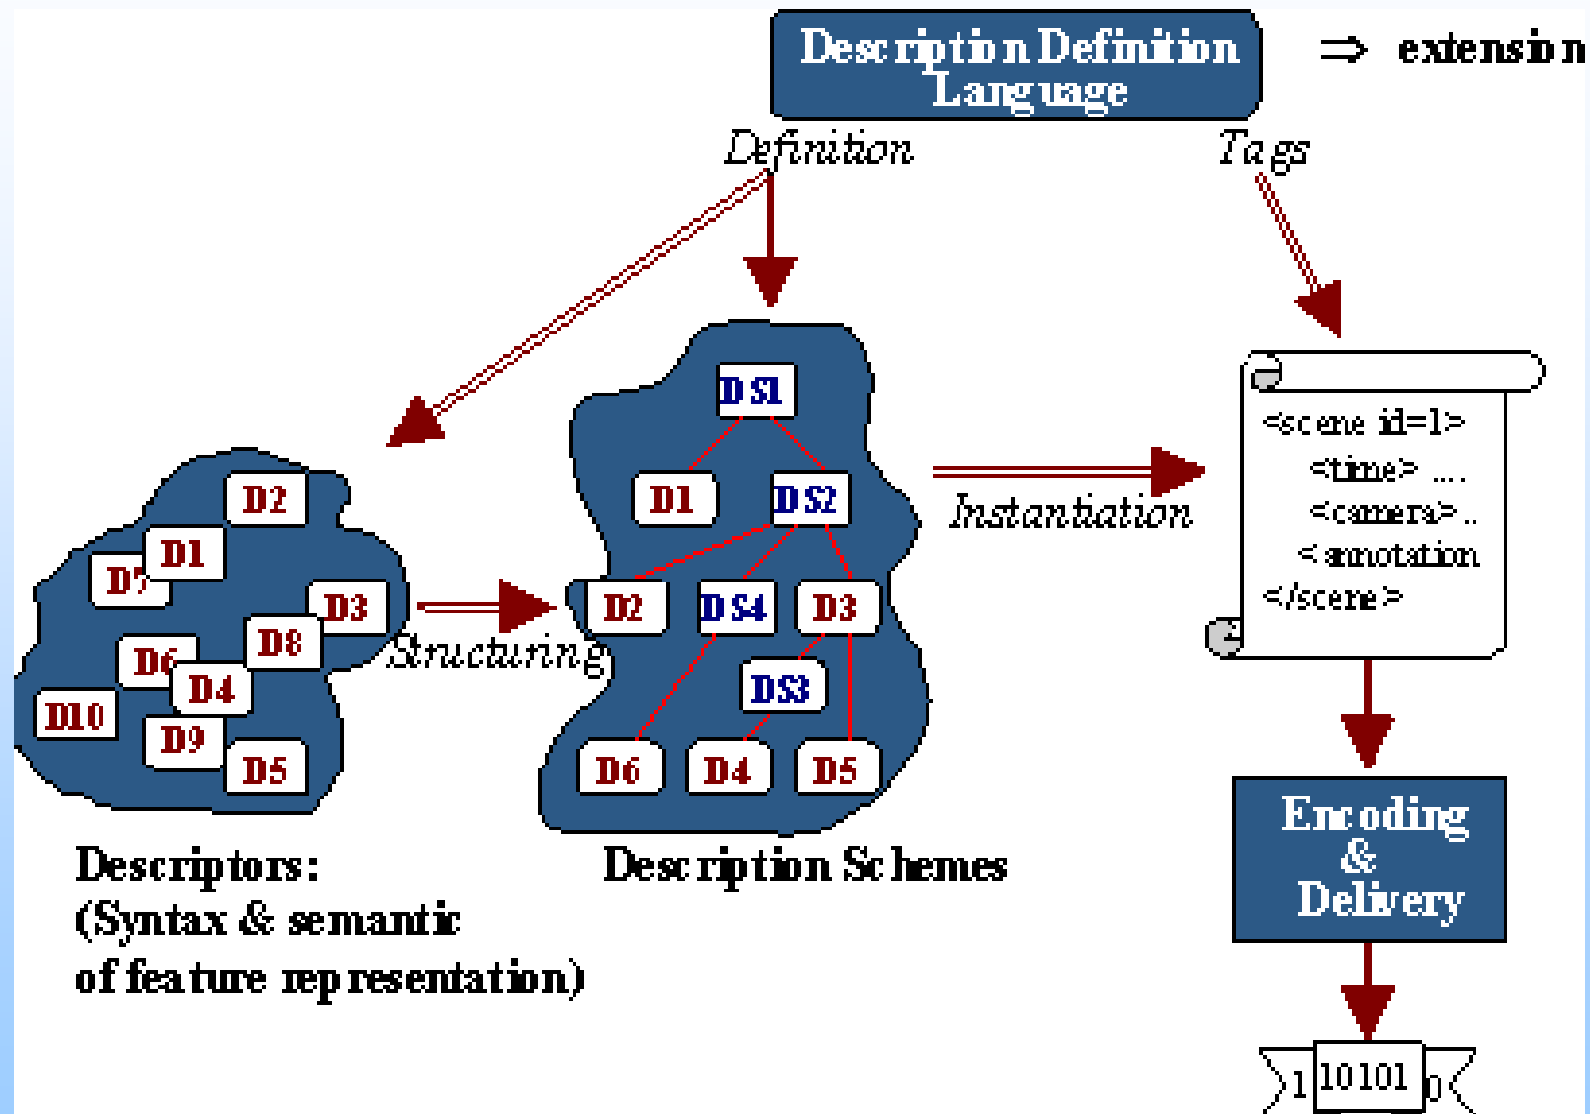 Description Definition
Language
⇒ extension
Definition
Tags
DS1
D1
DS2
D2
DS4
D3
DS3
D6
D4
D5
D2
D1
D7
D3
D8
D6
D4
D10
D9
D5
Structuring
Instantiation
<scene id=1>
<time> ....
<camera>..
<annotation
</scene>
Descriptors:
(Syntax & semantic
of feature representation)
Description Schemes
Encoding
&
Delivery
1 10101 0